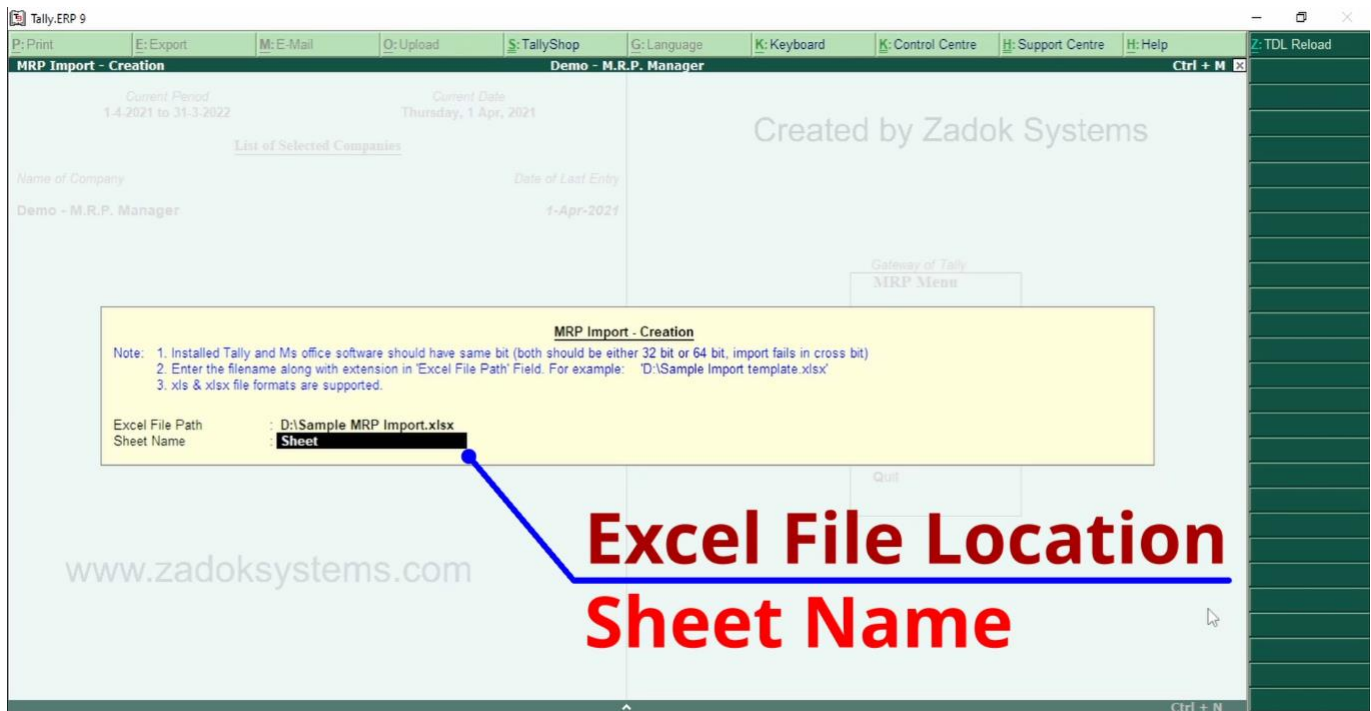 Tally.ERP 9
P: Print E: Export M: E-Mail O: Upload S: TallyShop G: Language K: Keyboard K: Control Centre H: Support Centre H: Help Z: TDL Reload
MRP Import - Creation Demo - M.R.P. Manager Ctrl + M
Current Period Current Date
1-4-2021 to 31-3-2022 Thursday, 1 Apr, 2021
Created by Zadok Systems
List of Selected Companies
Name of Company Date of Last Entry
Demo - M.R.P. Manager 1-Apr-2021
Gateway of Tally
MRP Menu
MRP Import - Creation
Note: 1. Installed Tally and Ms office software should have same bit (both should be either 32 bit or 64 bit, import fails in cross bit)
2. Enter the filename along with extension in 'Excel File Path' Field. For example: 'D:\Sample Import template.xlsx'
3. xls & xlsx file formats are supported.
Excel File Path : D:\Sample MRP Import.xlsx
Sheet Name : Sheet
Quit
Excel File Location
www.zadoksystems.com
Sheet Name
Ctrl + N